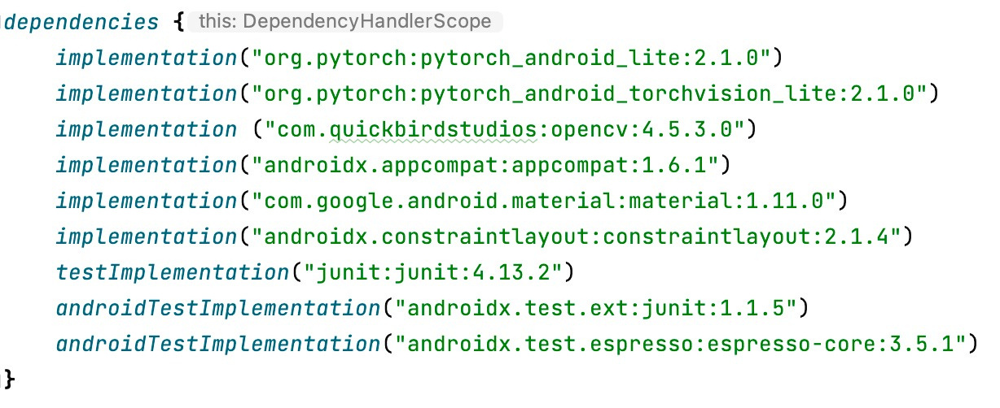 dependencies { this: DependencyHandlerScope
implementation("org.pytorch:pytorch_android_lite:2.1.0")
implementation("org.pytorch:pytorch_android_torchvision_lite:2.1.0")
implementation ("com.quickbirdstudios:opencv:4.5.3.0")
implementation("androidx.appcompat:appcompat:1.6.1")
implementation("com.google.android.material:material:1.11.0")
implementation("androidx.constraintlayout:constraintlayout:2.1.4")
testImplementation("junit:junit:4.13.2")
androidTestImplementation("androidx.test.ext:junit:1.1.5")
androidTestImplementation("androidx.test.espresso:espresso-core:3.5.1")
}